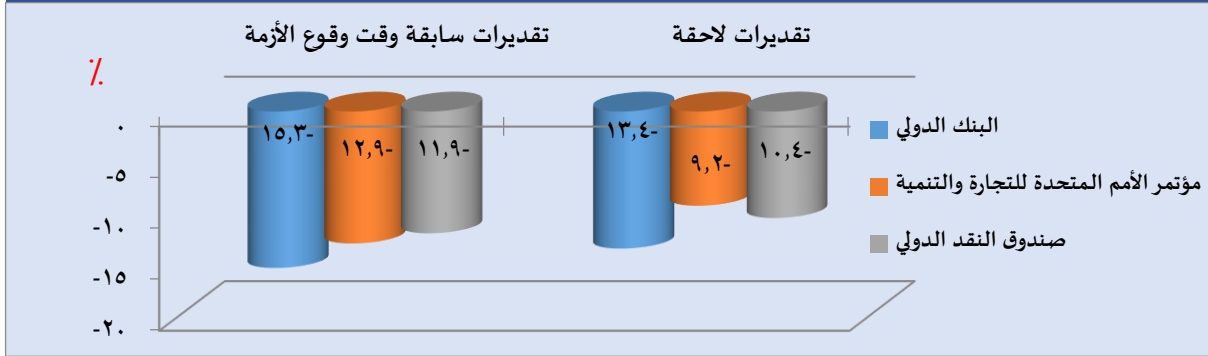 تقديرات سابقة وقت وقوع الأزمة
تقديرات لاحقة
٪
٠
-٥
-١٠
-١٥
-٢٠
-١٥,٣
-١٢,٩
-١١,٩
-١٣,٤
-٩,٢
-١٠,٤
البنك الدولي
مؤتمر الأمم المتحدة للتجارة والتنمية
صندوق النقد الدولي